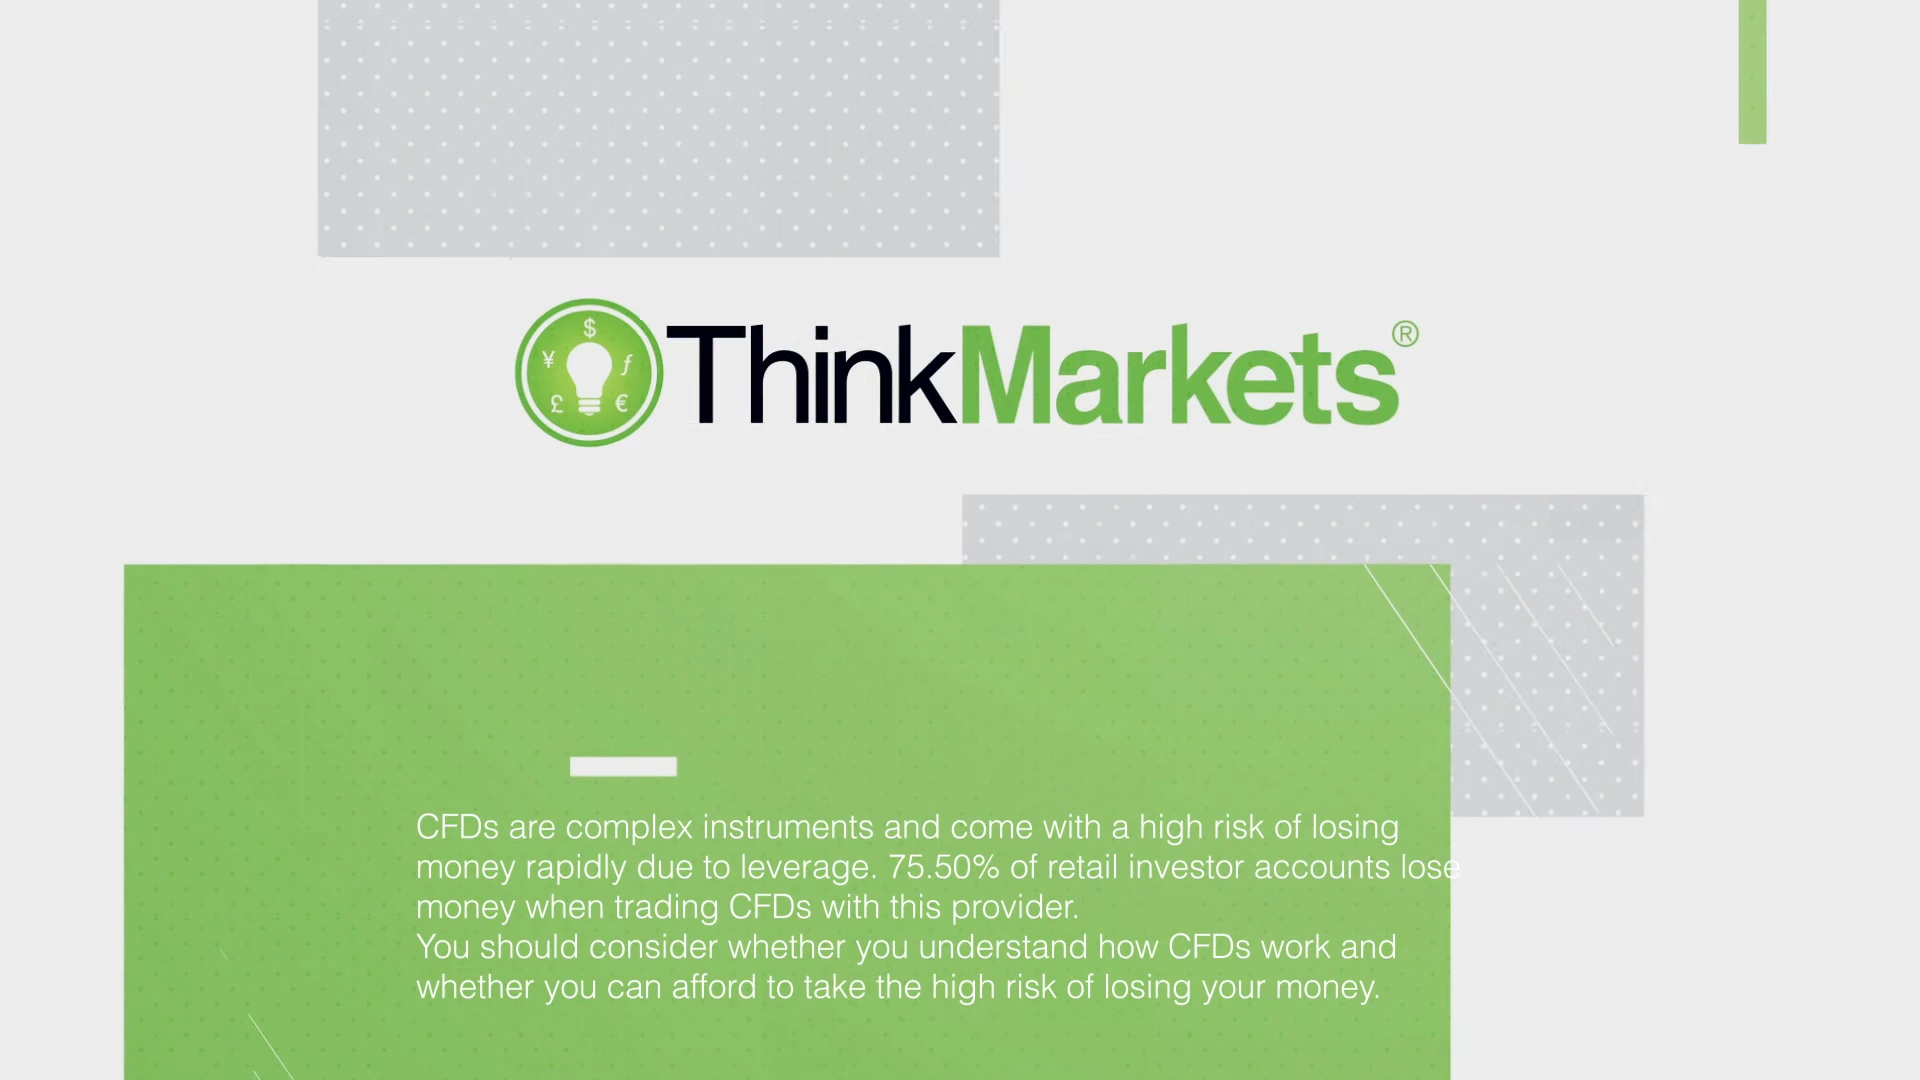 $ ¥ ƒ £ €
ThinkMarkets®
CFDs are complex instruments and come with a high risk of losing
money rapidly due to leverage. 75.50% of retail investor accounts lose
money when trading CFDs with this provider.
You should consider whether you understand how CFDs work and
whether you can afford to take the high risk of losing your money.